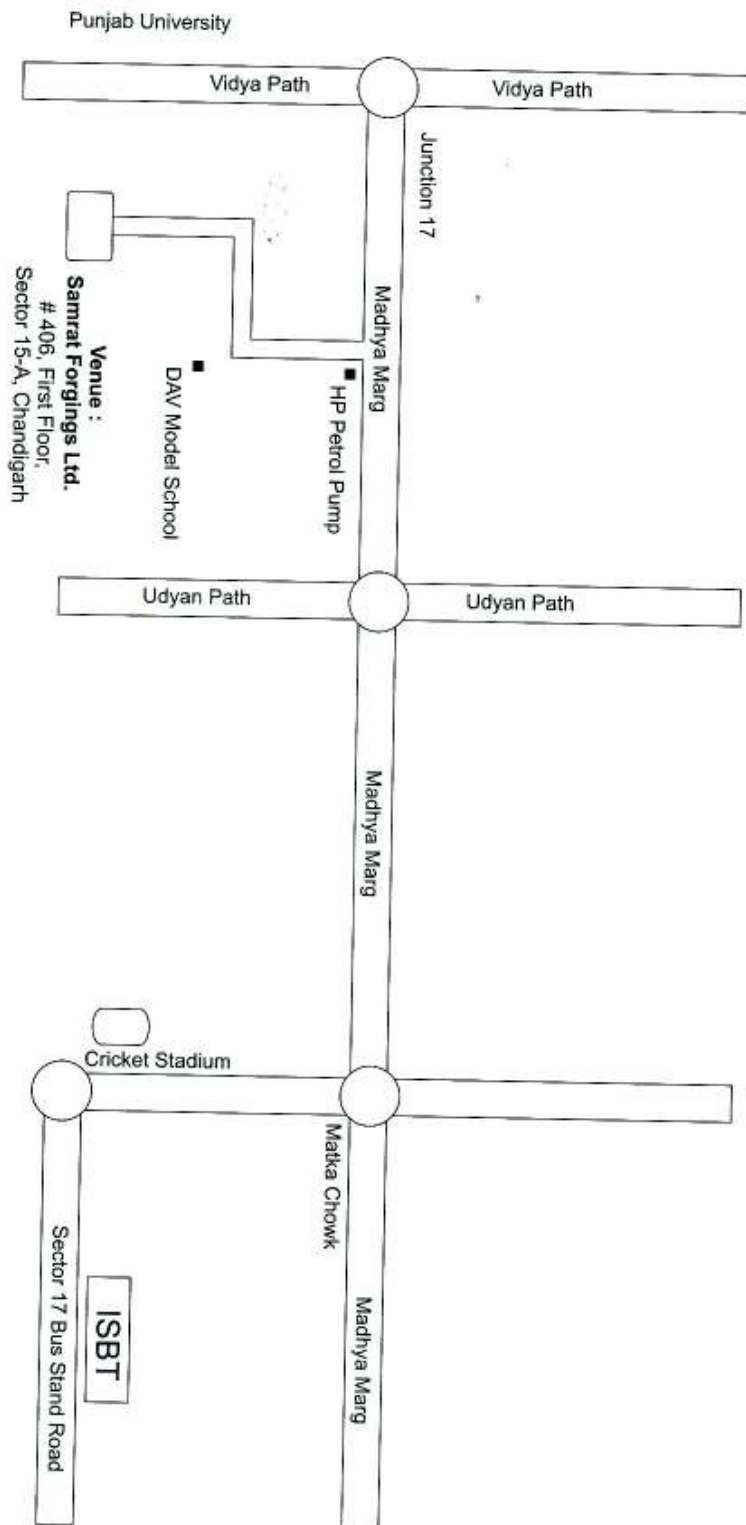 Punjab University
Vidya Path
Vidya Path
Junction 17
Madhya Marg
HP Petrol Pump
DAV Model School
Venue :
Samrat Forgings Ltd.
# 406, First Floor,
Sector 15-A, Chandigarh
Udyan Path
Udyan Path
Madhya Marg
Cricket Stadium
Matka Chowk
Madhya Marg
ISBT
Sector 17 Bus Stand Road